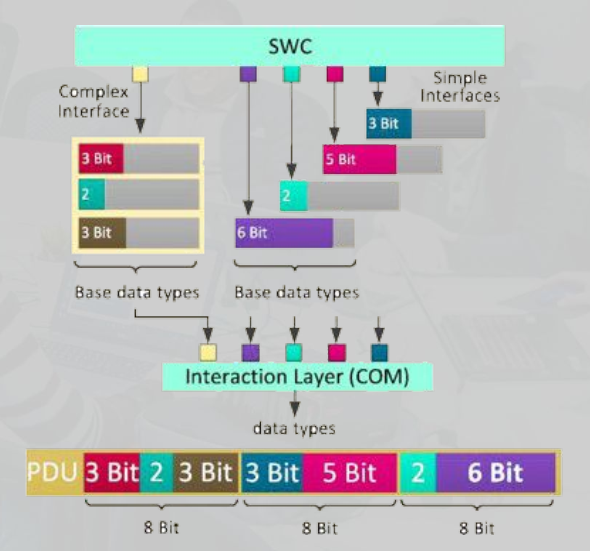 SWC
Complex
Interface
Simple
Interfaces
3 Bit
5 Bit
3 Bit
2
3 Bit
2
6 Bit
Base data types
Base data types
Interaction Layer (COM)
data types
PDU 3 Bit 2 3 Bit 3 Bit 5 Bit 2 6 Bit
8 Bit 8 Bit 8 Bit